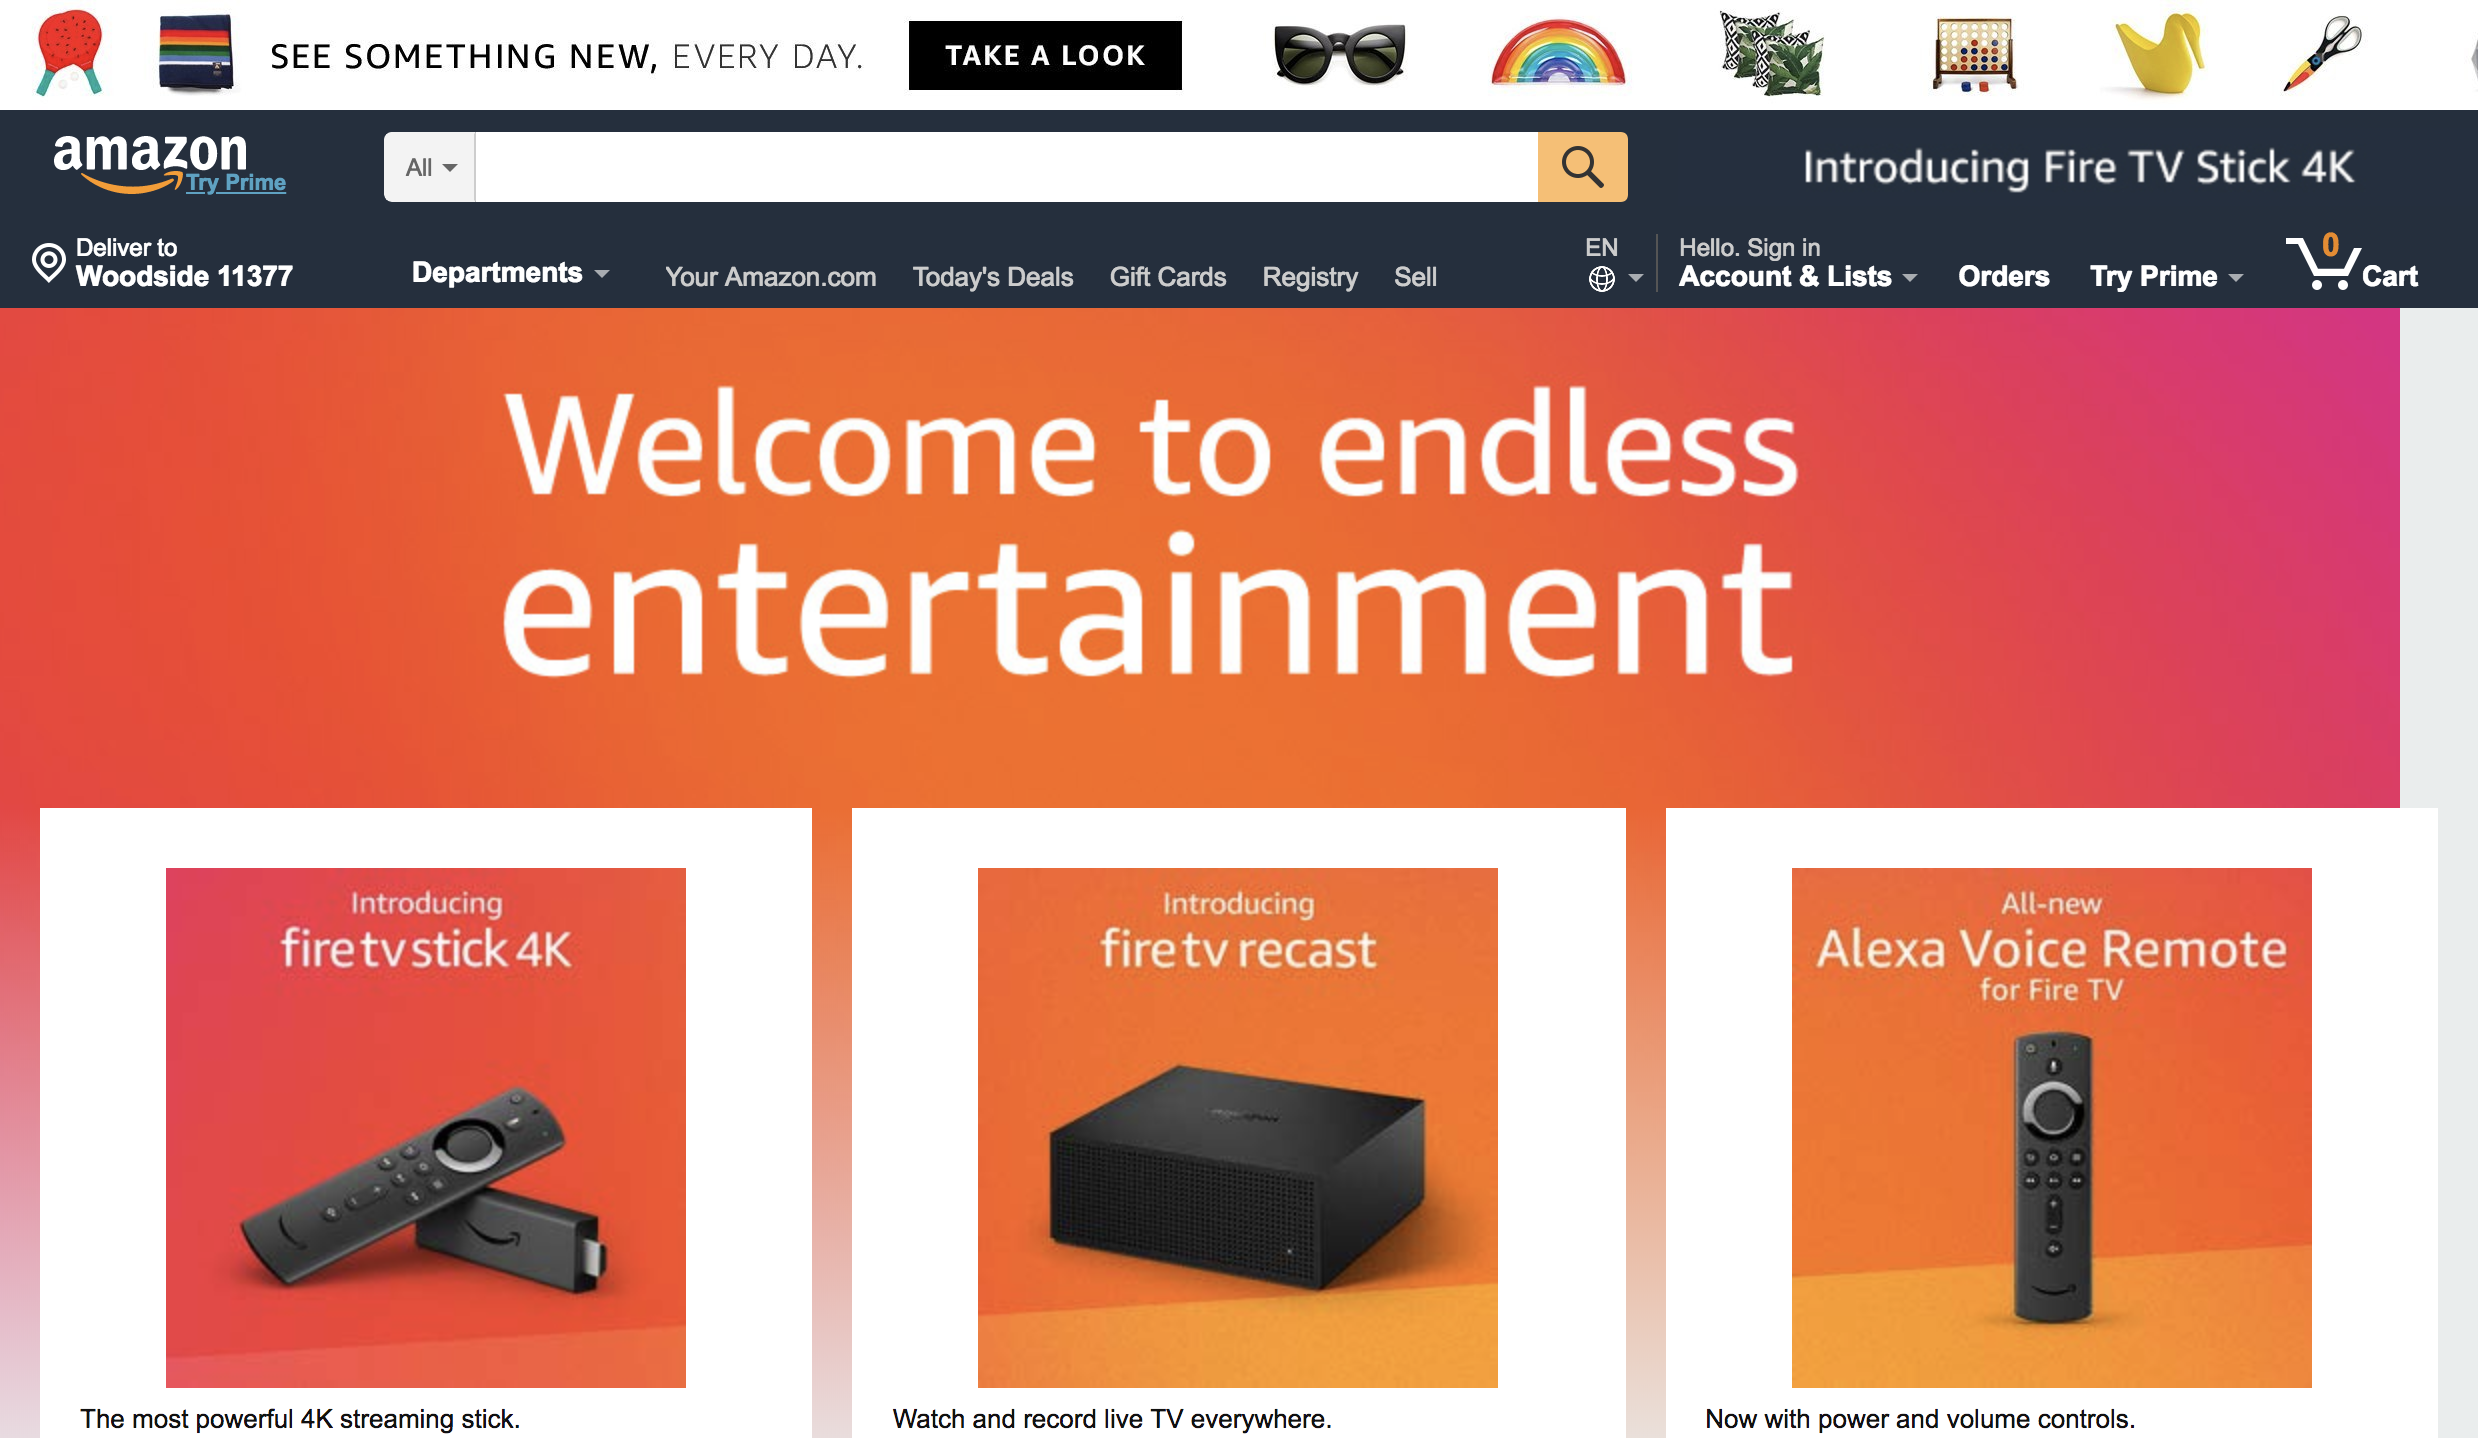 SEE SOMETHING NEW, EVERY DAY.
TAKE A LOOK
amazon
Try Prime
All
Introducing Fire TV Stick 4K
Deliver to
Woodside 11377
Departments
Your Amazon.com
Today's Deals
Gift Cards
Registry
Sell
EN
Hello. Sign in
Account & Lists
Orders
Try Prime
0
Cart
Welcome to endless
entertainment
Introducing
fire tv stick 4K
The most powerful 4K streaming stick.
Introducing
fire tv recast
Watch and record live TV everywhere.
All-new
Alexa Voice Remote
for Fire TV
Now with power and volume controls.